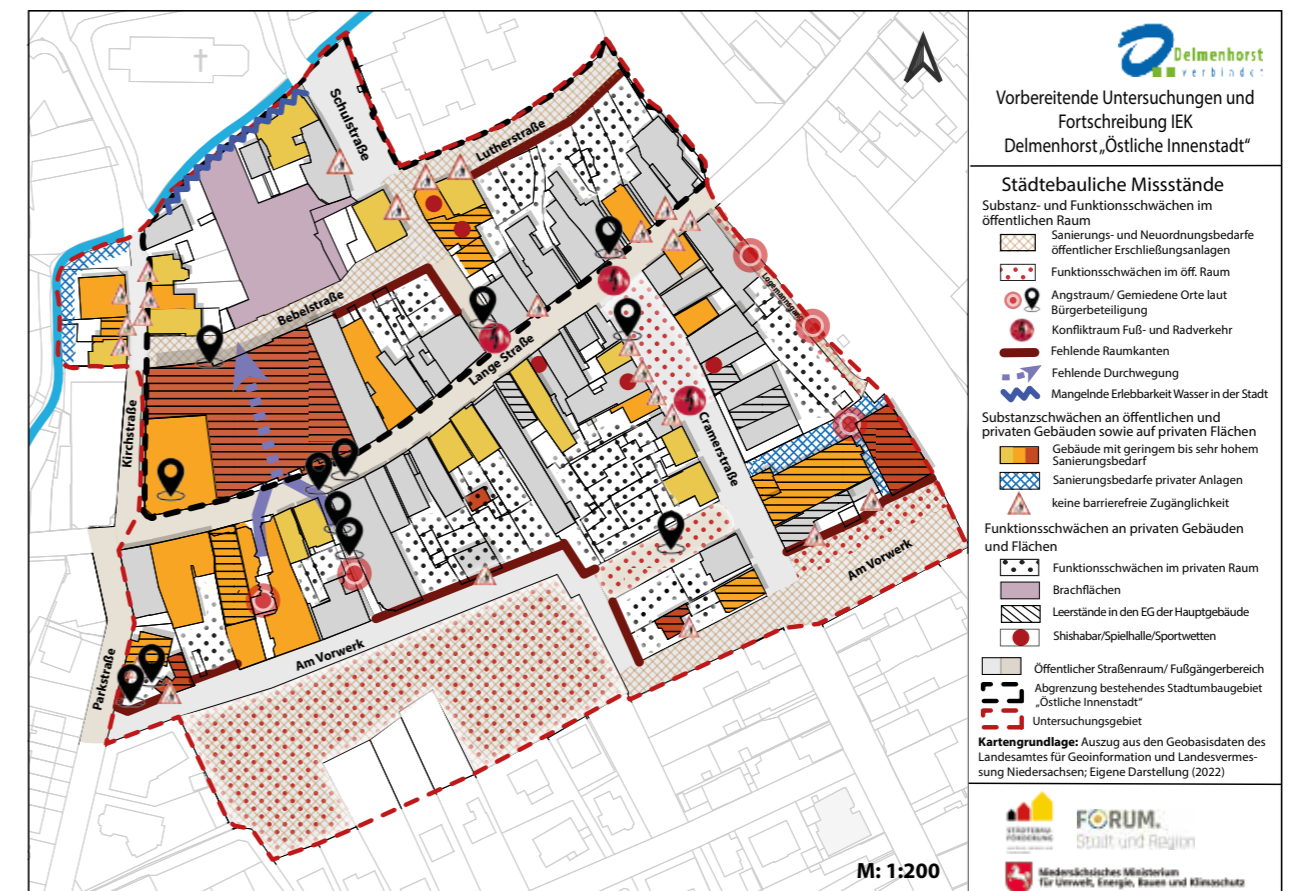 Schulstraße
Lutherstraße
Bebelstraße
Lange Straße
Logemannsgang
Kirchstraße
Cramerstraße
Am Vorwerk
Am Vorwerk
Parkstraße
M: 1:200
Delmenhorst
verbindet
Vorbereitende Untersuchungen und
Fortschreibung IEK
Delmenhorst „Östliche Innenstadt“
Städtebauliche Missstände
Substanz- und Funktionsschwächen im
öffentlichen Raum
Sanierungs- und Neuordnungsbedarfe
öffentlicher Erschließungsanlagen
Funktionsschwächen im öff. Raum
Angstraum/ Gemiedene Orte laut
Bürgerbeteiligung
Konfliktraum Fuß- und Radverkehr
Fehlende Raumkanten
Fehlende Durchwegung
Mangelnde Erlebbarkeit Wasser in der Stadt
Substanzschwächen an öffentlichen und
privaten Gebäuden sowie auf privaten Flächen
Gebäude mit geringem bis sehr hohem
Sanierungsbedarf
Sanierungsbedarfe privater Anlagen
keine barrierefreie Zugänglichkeit
Funktionsschwächen an privaten Gebäuden
und Flächen
Funktionsschwächen im privaten Raum
Brachflächen
Leerstände in den EG der Hauptgebäude
Shishabar/Spielhalle/Sportwetten
Öffentlicher Straßenraum/ Fußgängerbereich
Abgrenzung bestehendes Stadtumbaugebiet
„Östliche Innenstadt“
Untersuchungsgebiet
Kartengrundlage: Auszug aus den Geobasisdaten des
Landesamtes für Geoinformation und Landesvermes-
sung Niedersachsen; Eigene Darstellung (2022)
STÄDTEBAU-
FÖRDERUNG
FORUM.
Stadt und Region
Niedersächsisches Ministerium
für Umwelt, Energie, Bauen und Klimaschutz